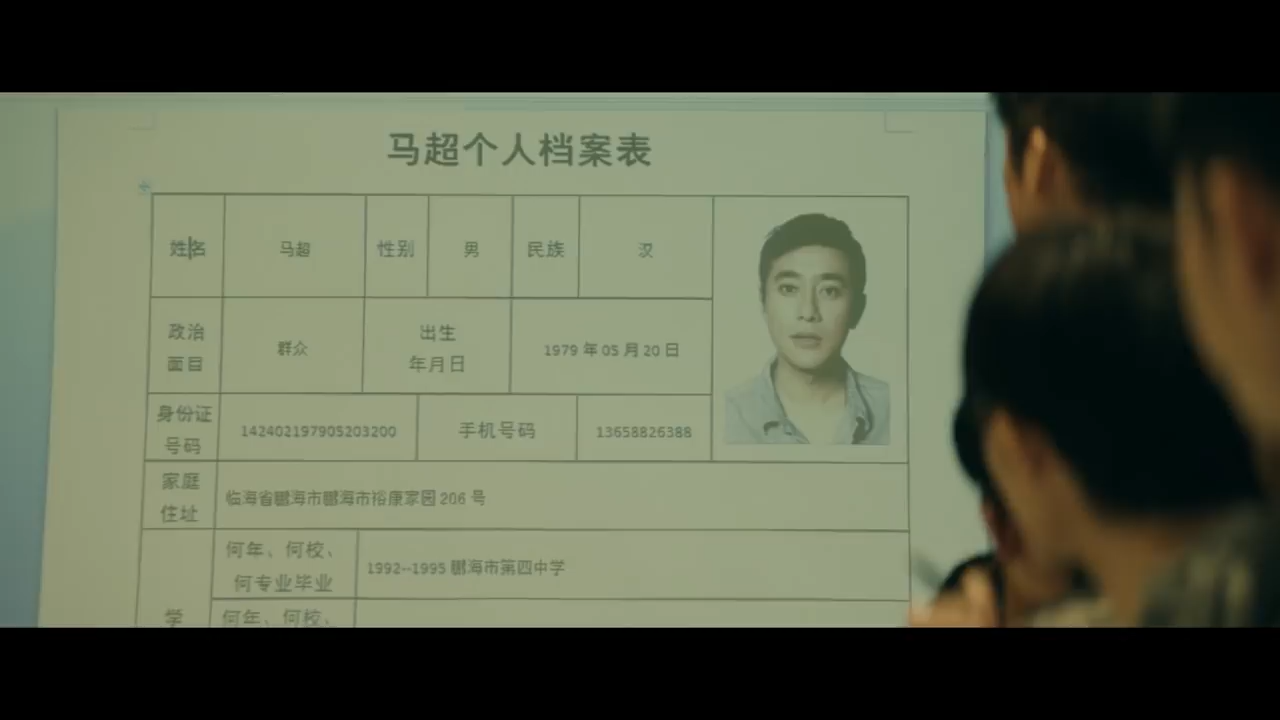 马超个人档案表
姓名 马超 性别 男 民族 汉
政治面目 群众 出生年月日 1979 年 05 月 20 日
身份证号码 142402197905203200 手机号码 13658826388
家庭住址 临海省鹏海市鹏海市裕康家园 206 号
何年、何校、何专业毕业 1992--1995 鹏海市第四中学
学 何年、何校、